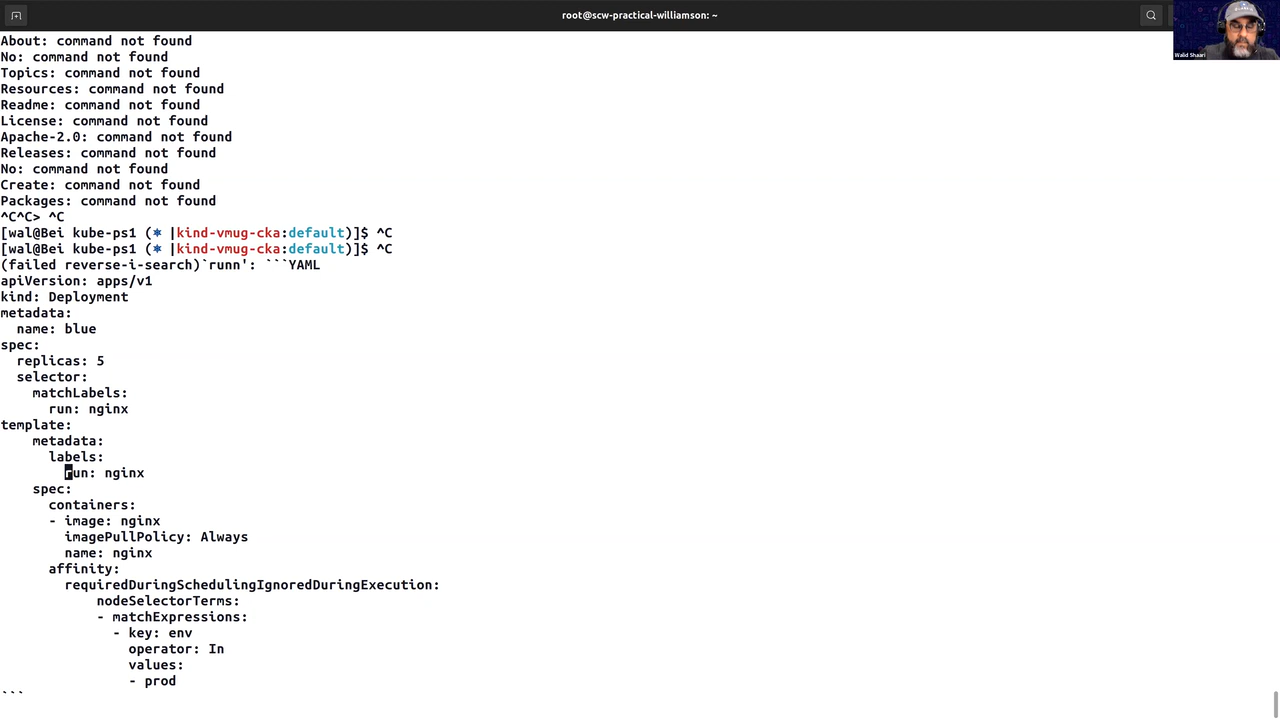 root@scw-practical-williamson: ~
Walid Shaari
About: command not found
No: command not found
Topics: command not found
Resources: command not found
Readme: command not found
License: command not found
Apache-2.0: command not found
Releases: command not found
No: command not found
Create: command not found
Packages: command not found
^C^C> ^C
[wal@Bei kube-ps1 (⎈ |kind-vmug-cka:default)]$ ^C
[wal@Bei kube-ps1 (⎈ |kind-vmug-cka:default)]$ ^C
(failed reverse-i-search)`runn': ```YAML
apiVersion: apps/v1
kind: Deployment
metadata:
  name: blue
spec:
  replicas: 5
  selector:
    matchLabels:
      run: nginx
template:
    metadata:
      labels:
        run: nginx
    spec:
      containers:
      - image: nginx
        imagePullPolicy: Always
        name: nginx
      affinity:
        requiredDuringSchedulingIgnoredDuringExecution:
            nodeSelectorTerms:
            - matchExpressions:
              - key: env
                operator: In
                values:
                - prod
```